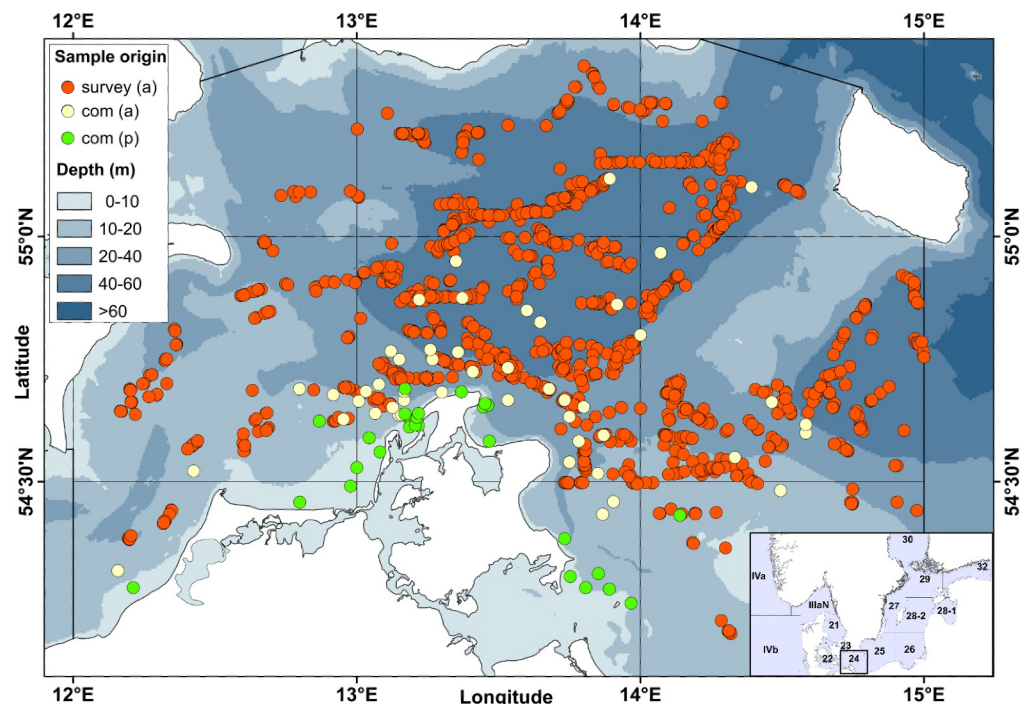 12°E 13°E 14°E 15°E
Sample origin
survey (a)
com (a)
com (p)
Depth (m)
0-10
10-20
20-40
40-60
>60
55°0'N
55°0'N
Latitude
54°30'N
54°30'N
30
IVa
32
29
IIIaN
27
28-2
28-1
21
IVb
23
22
24
25
26
12°E 13°E 14°E 15°E
Longitude